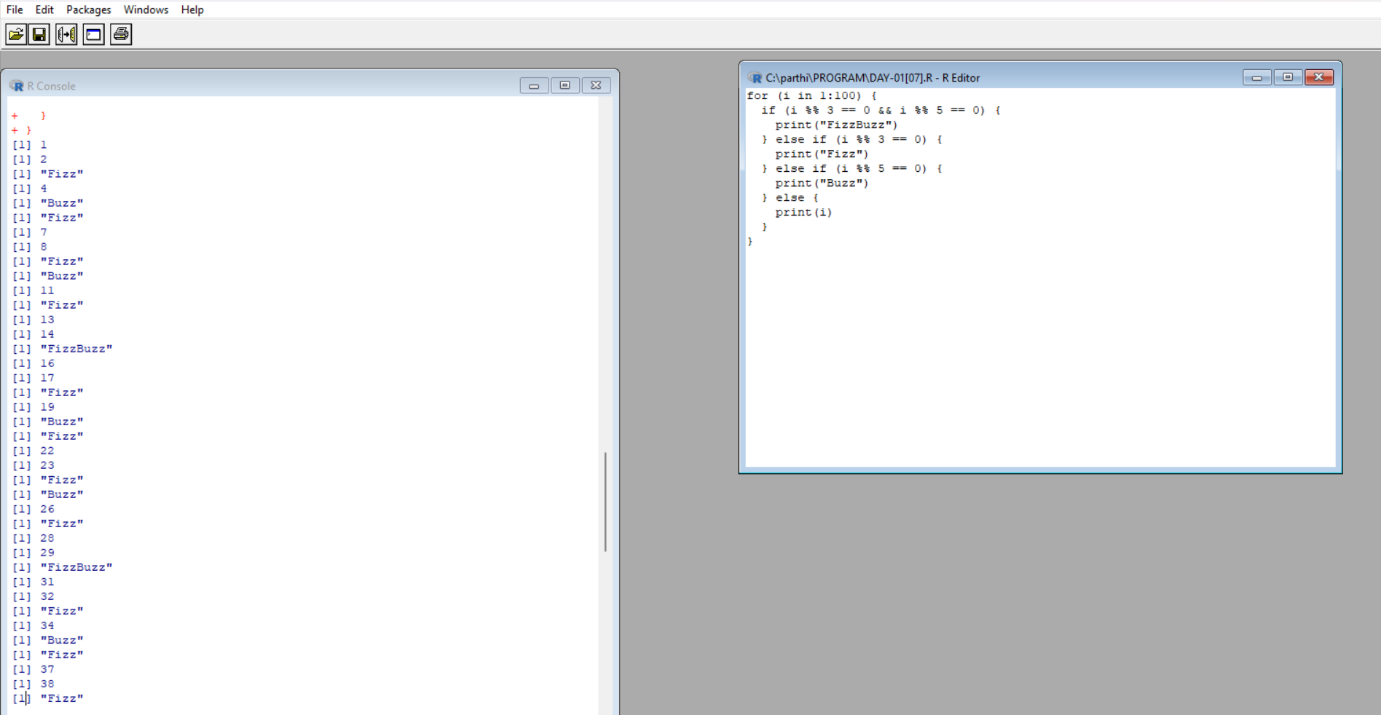 File Edit Packages Windows Help
R Console
+   }
+ }
[1] 1
[1] 2
[1] "Fizz"
[1] 4
[1] "Buzz"
[1] "Fizz"
[1] 7
[1] 8
[1] "Fizz"
[1] "Buzz"
[1] 11
[1] "Fizz"
[1] 13
[1] 14
[1] "FizzBuzz"
[1] 16
[1] 17
[1] "Fizz"
[1] 19
[1] "Buzz"
[1] "Fizz"
[1] 22
[1] 23
[1] "Fizz"
[1] "Buzz"
[1] 26
[1] "Fizz"
[1] 28
[1] 29
[1] "FizzBuzz"
[1] 31
[1] 32
[1] "Fizz"
[1] 34
[1] "Buzz"
[1] "Fizz"
[1] 37
[1] 38
[1] "Fizz"
C:\parthi\PROGRAM\DAY-01[07].R - R Editor
for (i in 1:100) {
  if (i %% 3 == 0 && i %% 5 == 0) {
    print("FizzBuzz")
  } else if (i %% 3 == 0) {
    print("Fizz")
  } else if (i %% 5 == 0) {
    print("Buzz")
  } else {
    print(i)
  }
}